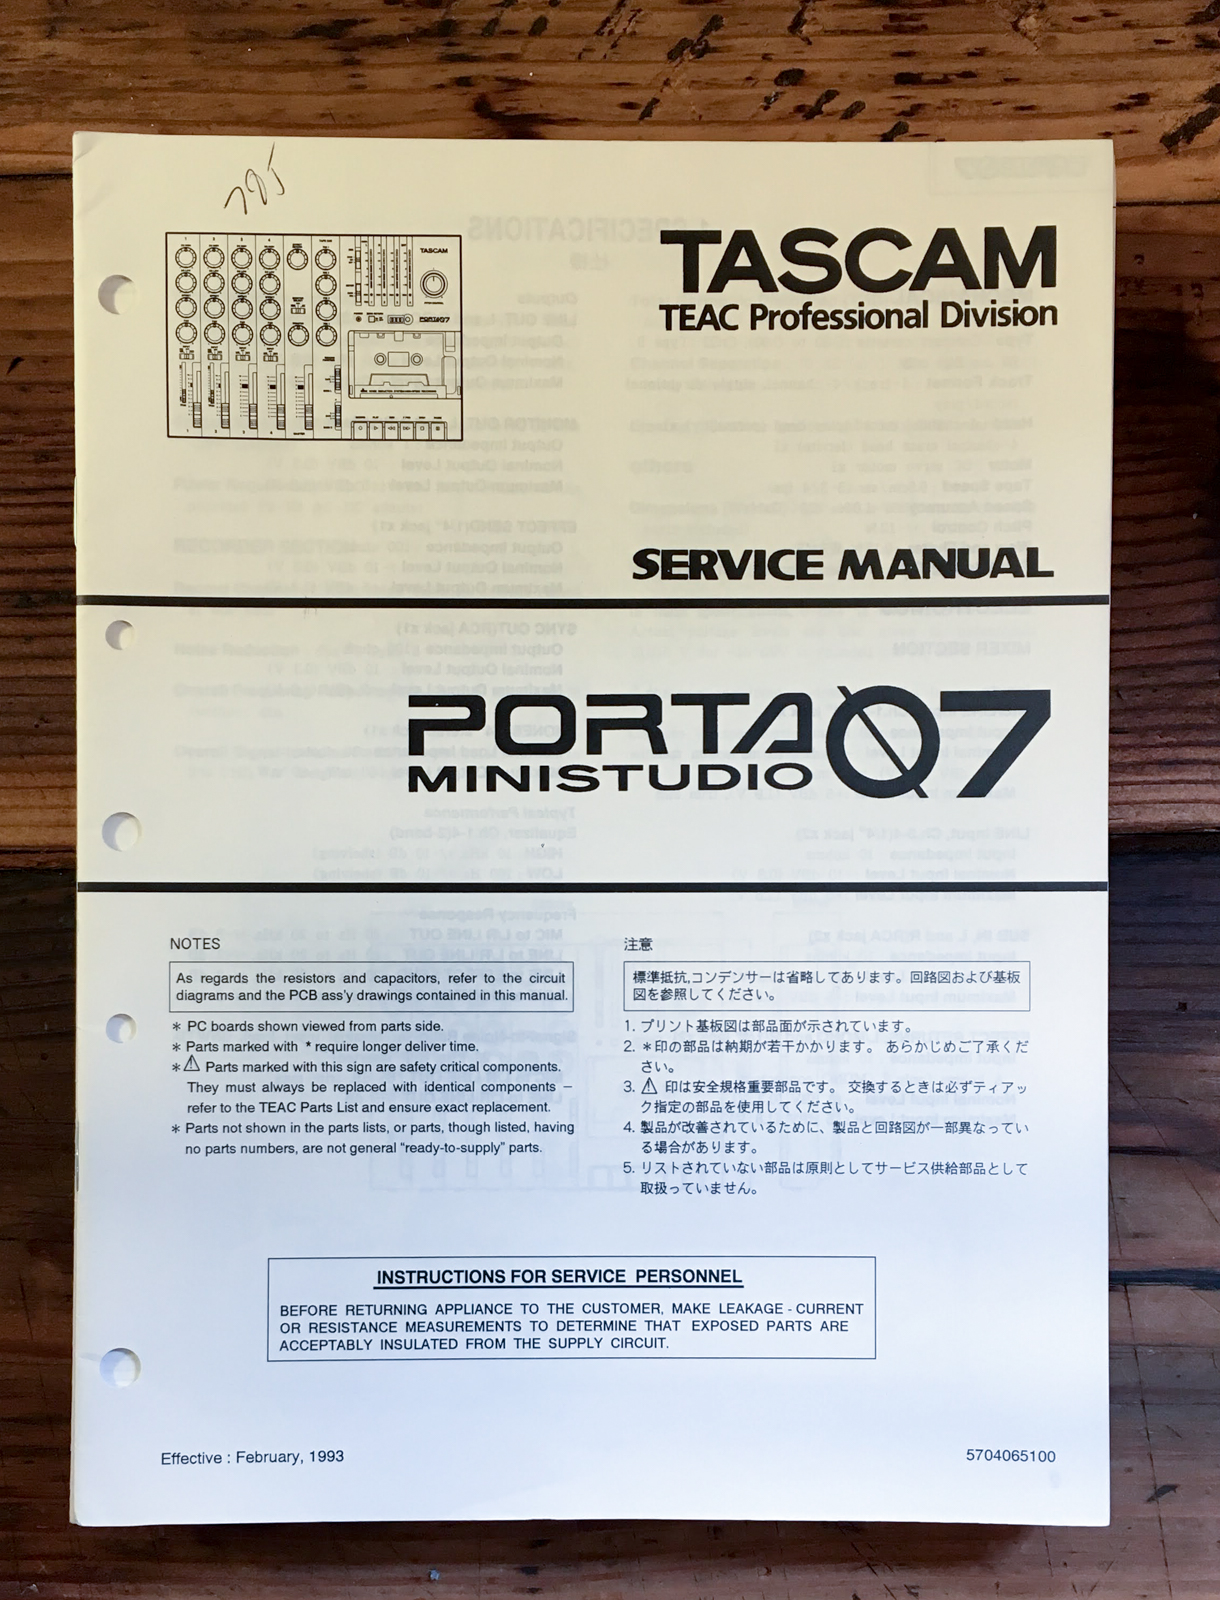 TASCAM
TEAC Professional Division
TASCAM
PORTA07
SERVICE MANUAL
PORTA 07
MINISTUDIO
NOTES
As regards the resistors and capacitors, refer to the circuit
diagrams and the PCB ass'y drawings contained in this manual.
* PC boards shown viewed from parts side.
* Parts marked with * require longer deliver time.
* ⚠ Parts marked with this sign are safety critical components.
They must always be replaced with identical components –
refer to the TEAC Parts List and ensure exact replacement.
* Parts not shown in the parts lists, or parts, though listed, having
no parts numbers, are not general “ready-to-supply” parts.
注意
標準抵抗,コンデンサーは省略してあります。回路図および基板
図を参照してください。
1. プリント基板図は部品面が示されています。
2. *印の部品は納期が若干かかります。 あらかじめご了承くだ
さい。
3. ⚠ 印は安全規格重要部品です。 交換するときは必ずティアッ
ク指定の部品を使用してください。
4. 製品が改善されているために、製品と回路図が一部異なってい
る場合があります。
5. リストされていない部品は原則としてサービス供給部品として
取扱っていません。
INSTRUCTIONS FOR SERVICE PERSONNEL
BEFORE RETURNING APPLIANCE TO THE CUSTOMER, MAKE LEAKAGE - CURRENT
OR RESISTANCE MEASUREMENTS TO DETERMINE THAT EXPOSED PARTS ARE
ACCEPTABLY INSULATED FROM THE SUPPLY CIRCUIT.
Effective : February, 1993
5704065100